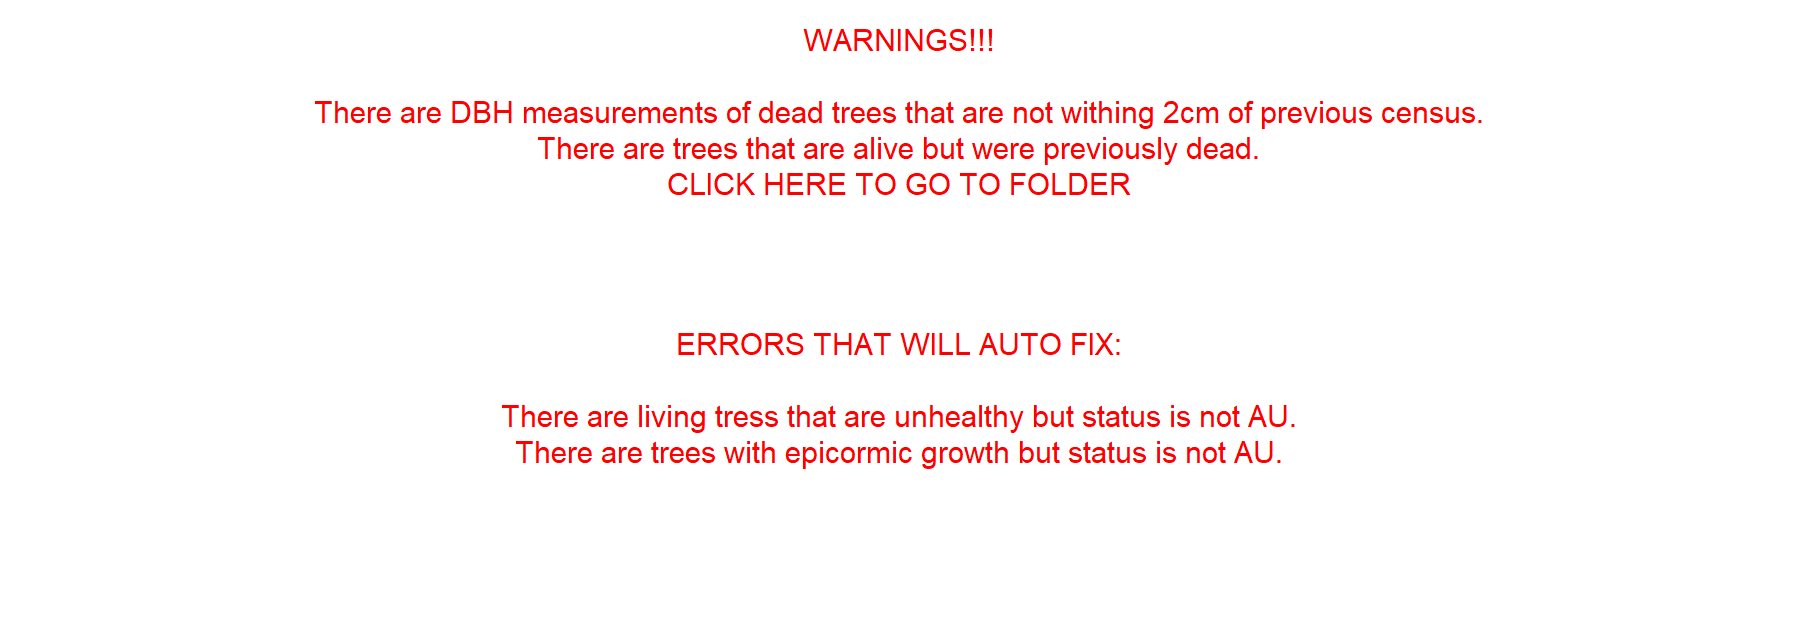 WARNINGS!!!
There are DBH measurements of dead trees that are not withing 2cm of previous census.
There are trees that are alive but were previously dead.
CLICK HERE TO GO TO FOLDER
ERRORS THAT WILL AUTO FIX:
There are living tress that are unhealthy but status is not AU.
There are trees with epicormic growth but status is not AU.